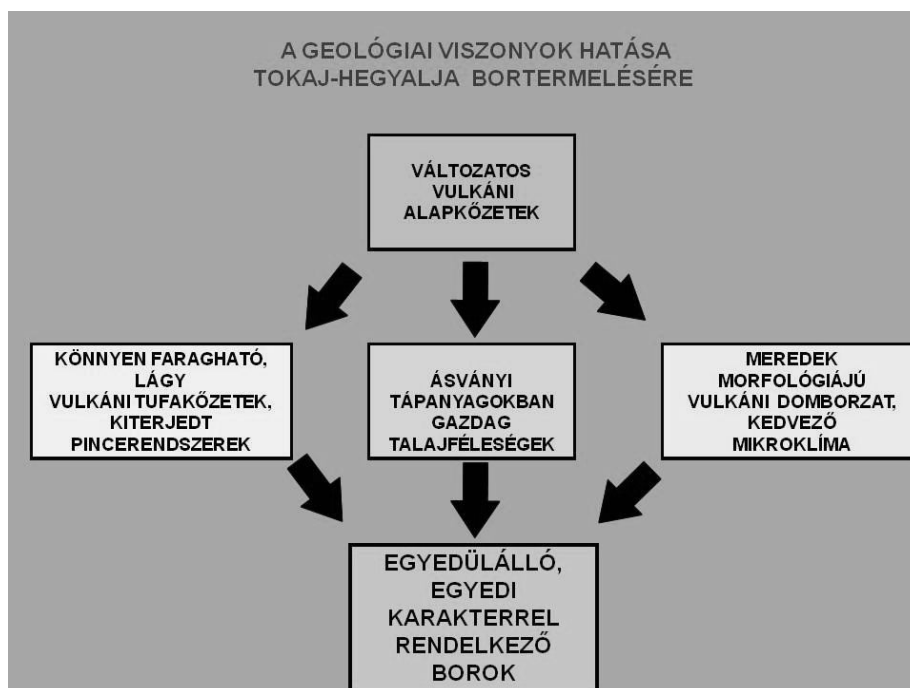 A GEOLÓGIAI VISZONYOK HATÁSA
TOKAJ-HEGYALJA BORTERMELÉSÉRE
VÁLTOZATOS
VULKÁNI
ALAPKŐZETEK
KÖNNYEN FARAGHATÓ,
LÁGY
VULKÁNI TUFAKŐZETEK,
KITERJEDT
PINCERENDSZEREK
ÁSVÁNYI
TÁPANYAGOKBAN
GAZDAG
TALAJFÉLESÉGEK
MEREDEK
MORFOLÓGIÁJÚ
VULKÁNI DOMBORZAT,
KEDVEZŐ
MIKROKLÍMA
EGYEDÜLÁLLÓ,
EGYEDI
KARAKTERREL
RENDELKEZŐ
BOROK